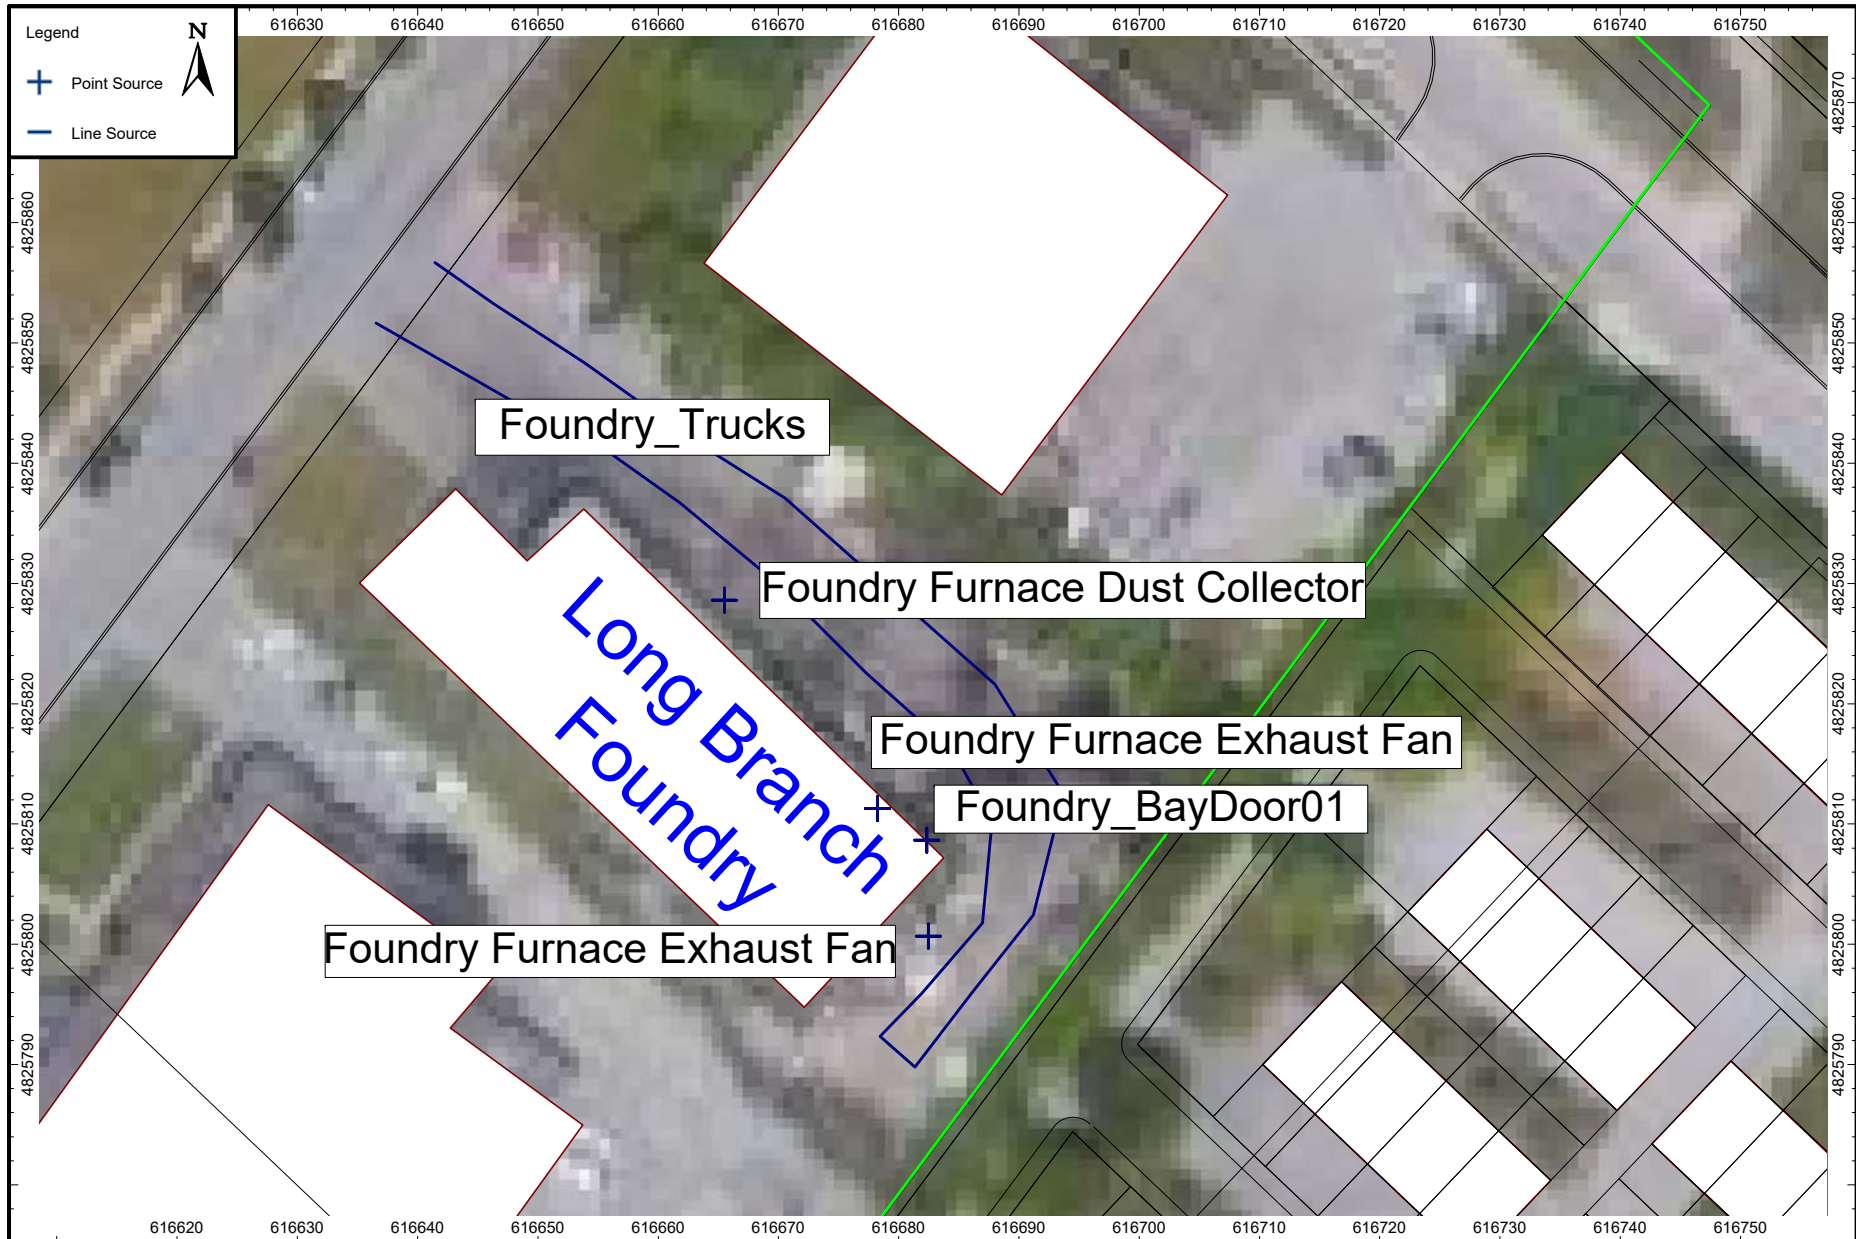 616630 616640 616650 616660 616670 616680 616690 616700 616710 616720 616730 616740 616750
Legend
N
Point Source
Line Source
4825870
4825860
4825860
4825850
4825850
4825840
4825840
Foundry_Trucks
4825830
4825830
Foundry Furnace Dust Collector
Long Branch
Foundry
4825820
4825820
Foundry Furnace Exhaust Fan
Foundry_BayDoor01
4825810
4825810
Foundry Furnace Exhaust Fan
4825800
4825800
4825790
4825790
616620 616630 616640 616650 616660 616670 616680 616690 616700 616710 616720 616730 616740 616750